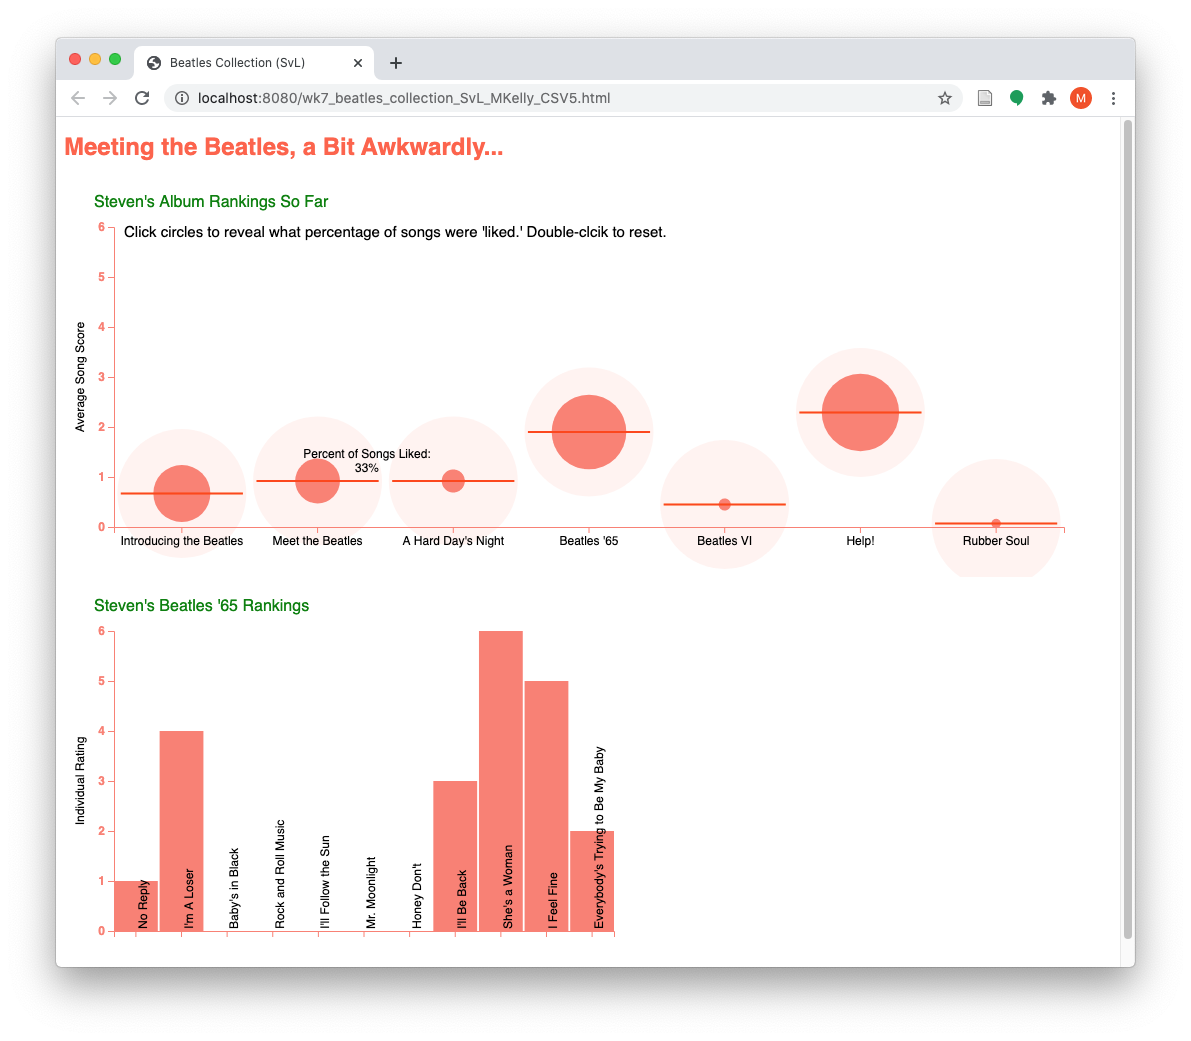 Beatles Collection (SvL)
localhost:8080/wk7_beatles_collection_SvL_MKelly_CSV5.html
M
Meeting the Beatles, a Bit Awkwardly...
Steven's Album Rankings So Far
Click circles to reveal what percentage of songs were 'liked.' Double-clcik to reset.
6
5
4
3
2
1
0
Average Song Score
Percent of Songs Liked:
33%
Introducing the Beatles
Meet the Beatles
A Hard Day's Night
Beatles '65
Beatles VI
Help!
Rubber Soul
Steven's Beatles '65 Rankings
6
5
4
3
2
1
0
Individual Rating
No Reply
I'm A Loser
Baby's in Black
Rock and Roll Music
I'll Follow the Sun
Mr. Moonlight
Honey Don't
I'll Be Back
She's a Woman
I Feel Fine
Everybody's Trying to Be My Baby